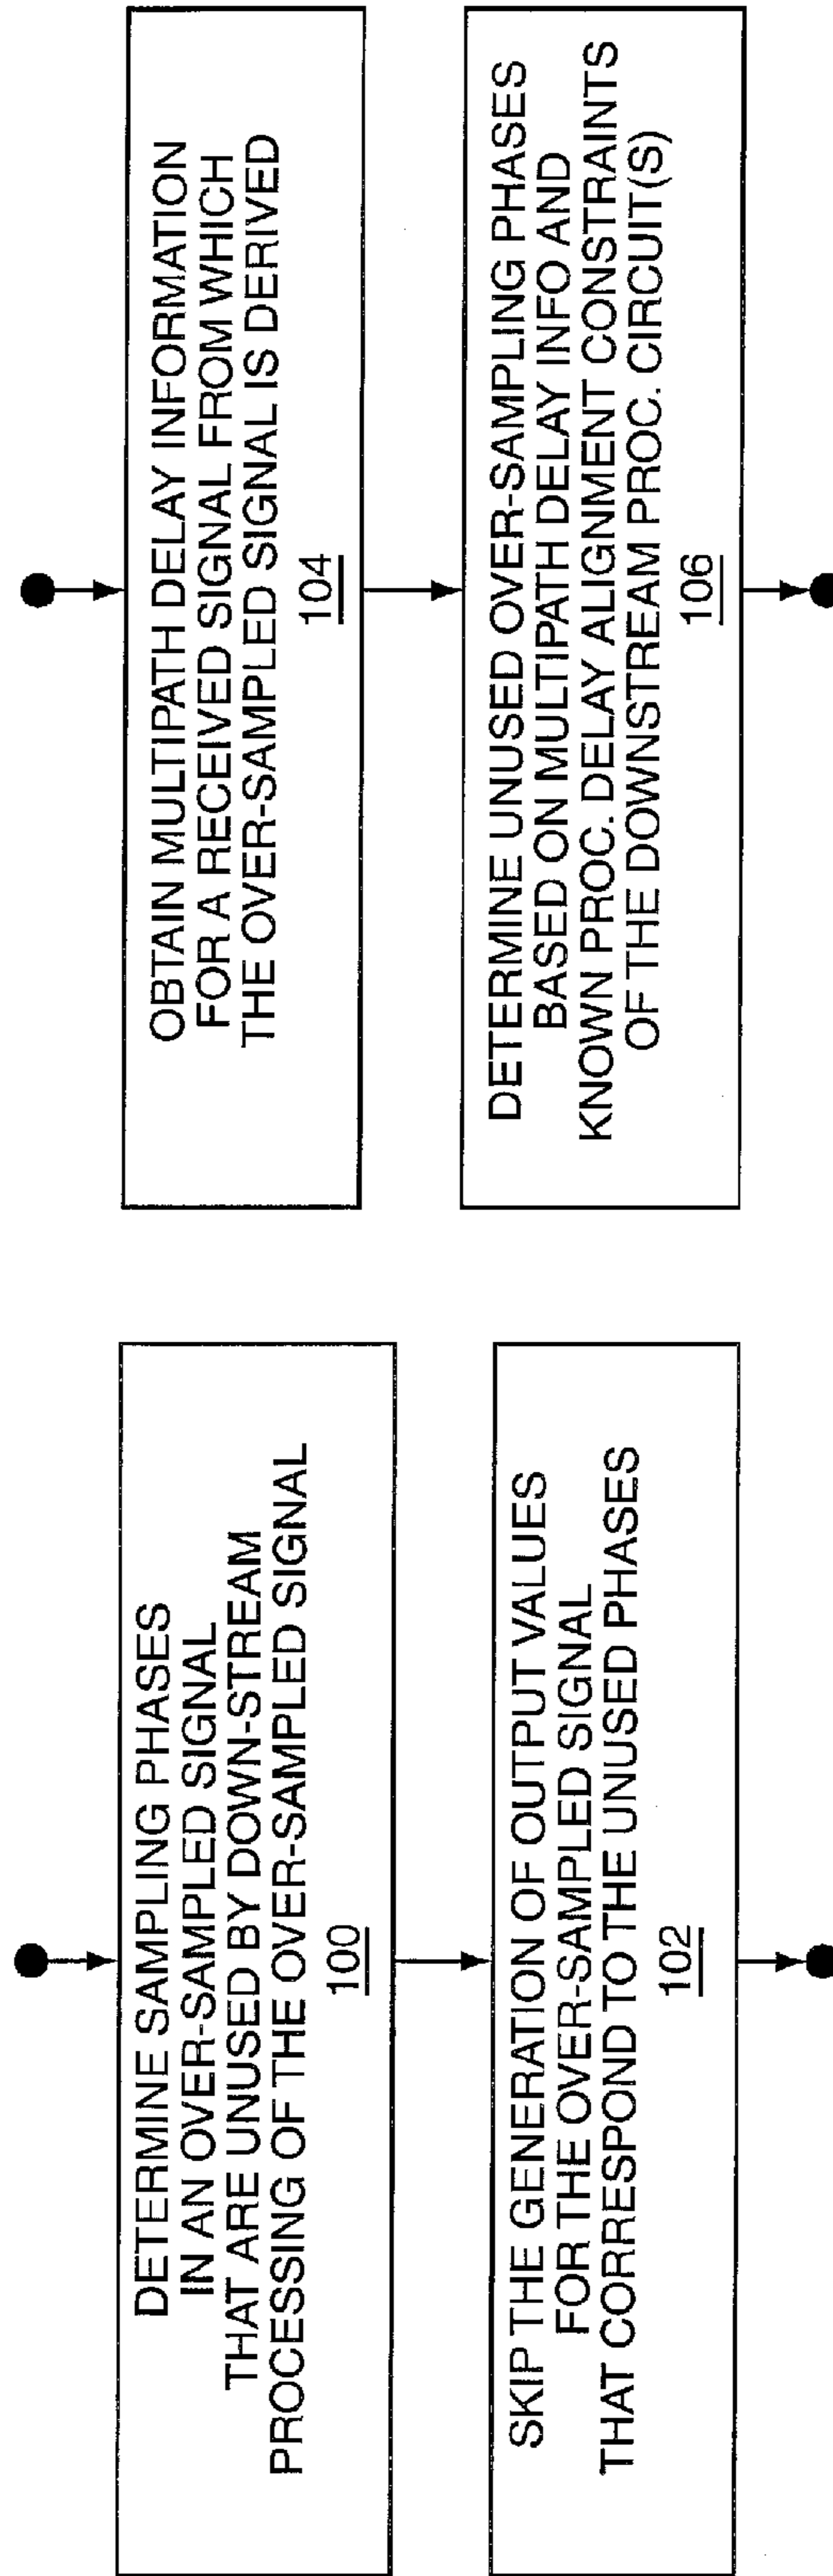 DETERMINE SAMPLING PHASES
IN AN OVER-SAMPLED SIGNAL
THAT ARE UNUSED BY DOWN-STREAM
PROCESSING OF THE OVER-SAMPLED SIGNAL
100
SKIP THE GENERATION OF OUTPUT VALUES
FOR THE OVER-SAMPLED SIGNAL
THAT CORRESPOND TO THE UNUSED PHASES
102
OBTAIN MULTIPATH DELAY INFORMATION
FOR A RECEIVED SIGNAL FROM WHICH
THE OVER-SAMPLED SIGNAL IS DERIVED
104
DETERMINE UNUSED OVER-SAMPLING PHASES
BASED ON MULTIPATH DELAY INFO AND
KNOWN PROC. DELAY ALIGNMENT CONSTRAINTS
OF THE DOWNSTREAM PROC. CIRCUIT(S)
106